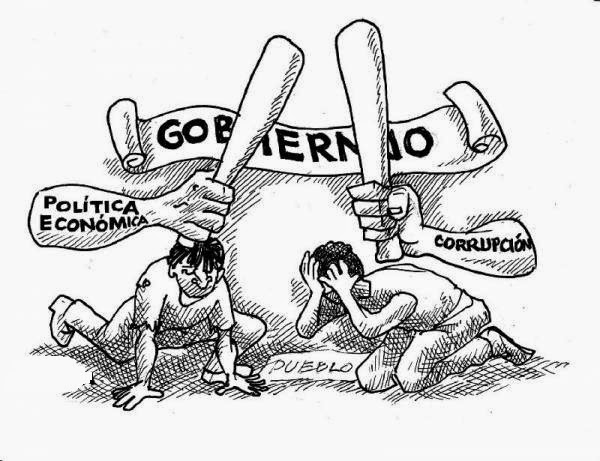 GOBIERNO
POLÍTICA
ECONÓMICA
CORRUPCIÓN
PUEBLO